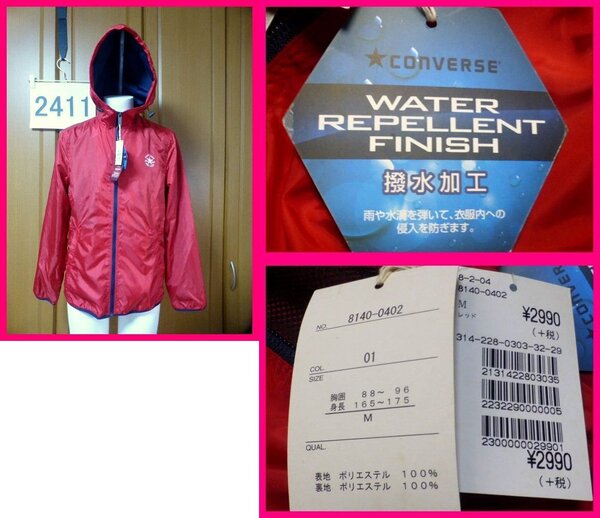 2411
CONVERSE
WATER
REPELLENT
FINISH
撥水加工
雨や水滴を弾いて、衣服内への
侵入を防ぎます。
NO. 8140-0402
COL. 01
SIZE
胸囲 88~ 96
身長 165~175
M
QUAL.
表地 ポリエステル 100%
裏地 ポリエステル 100%
8-2-04
8140-0402
M
レッド
¥2990
(+税)
314-228-0303-32-29
2131422803035
2232290000005
2300000029901
¥2990
(+税)